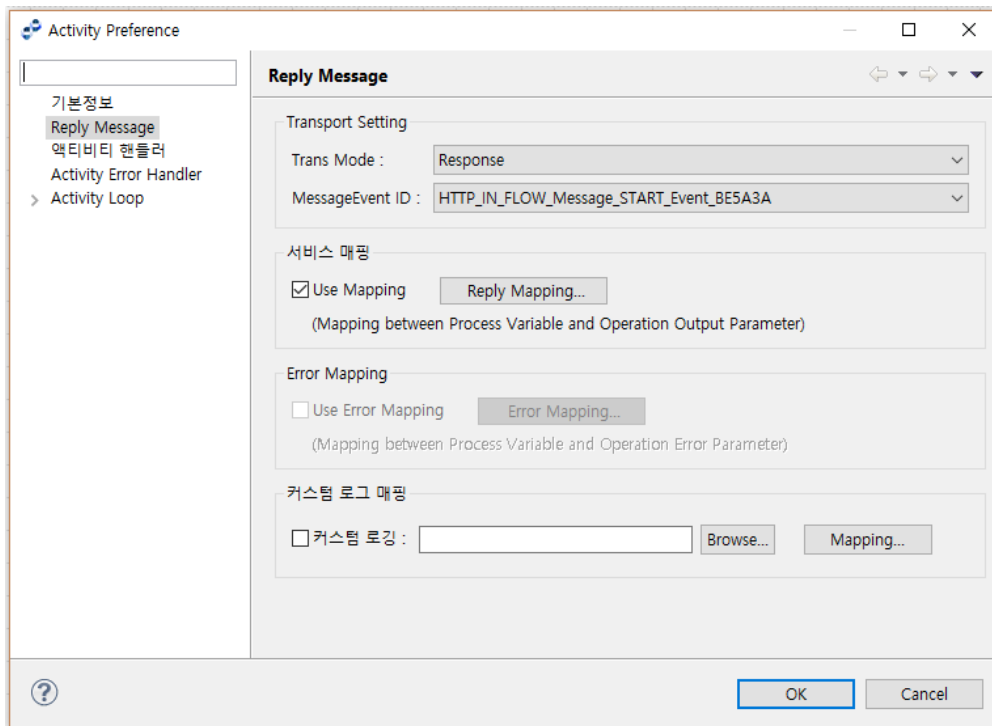 Activity Preference
기본정보
Reply Message
액티비티 핸들러
Activity Error Handler
Activity Loop
Reply Message
Transport Setting
Trans Mode : Response
MessageEvent ID : HTTP_IN_FLOW_Message_START_Event_BE5A3A
서비스 매핑
Use Mapping Reply Mapping...
(Mapping between Process Variable and Operation Output Parameter)
Error Mapping
Use Error Mapping Error Mapping...
(Mapping between Process Variable and Operation Error Parameter)
커스텀 로그 매핑
커스텀 로깅 : Browse... Mapping...
? OK Cancel